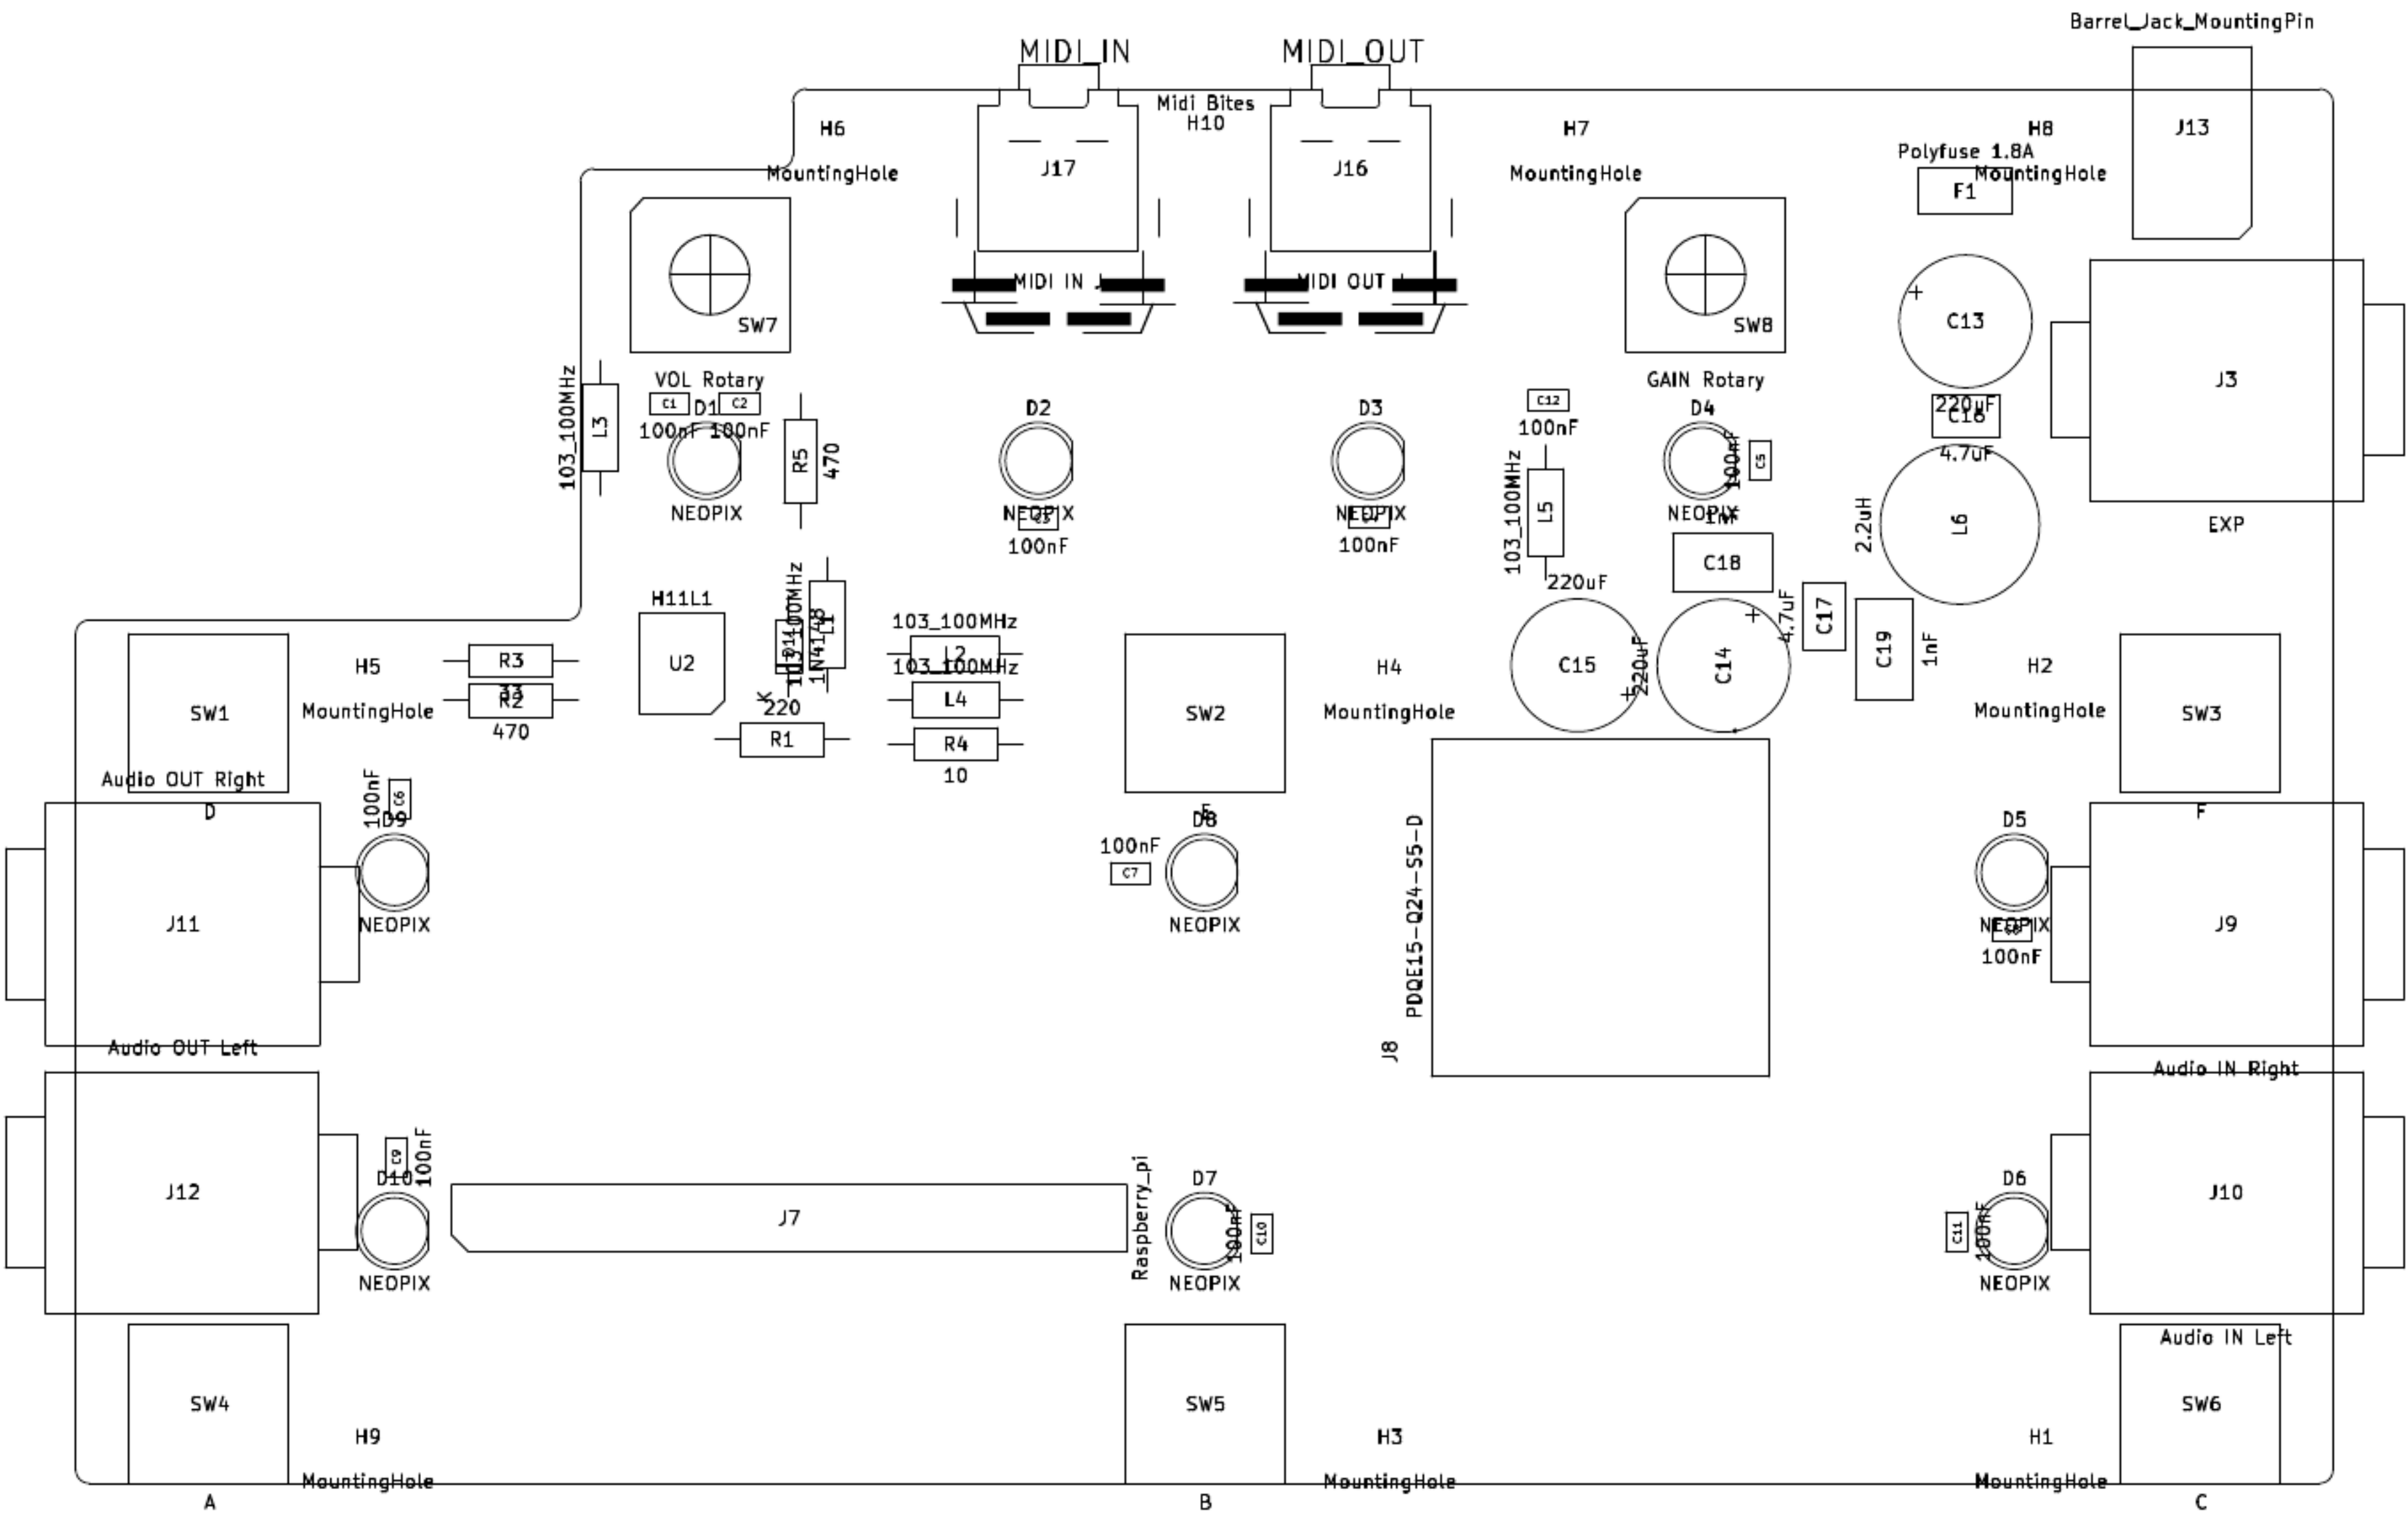 Barrel_Jack_MountingPin
MIDI_IN
MIDI_OUT
Midi Bites
H10
H6
MountingHole
J17
J16
H7
MountingHole
H8
MountingHole
Polyfuse 1.8A
F1
J13
SW7
VOL Rotary
MIDI IN J
MIDI OUT
SW8
GAIN Rotary
C13
220uF
C16
4.7uF
J3
EXP
103_100MHz
L3
C1
100nF
D1
C2
100nF
NEOPIX
R5
470
D2
NEOPIX
C3
100nF
D3
NEOPIX
100nF
C12
100nF
103_100MHz
L5
D4
NEOPIX
100nF
C5
1nF
C18
2.2uH
L6
H11L1
U2
103_100MHz
L1
D11
1N4148
K
220
R1
103_100MHz
L2
103_100MHz
L4
R4
10
R3
33
R2
470
220uF
C15
220uF
C14
4.7uF
C17
C19
1nF
SW1
D
H5
MountingHole
SW2
E
H4
MountingHole
H2
MountingHole
SW3
F
Audio OUT Right
J11
100nF
C6
D9
NEOPIX
100nF
C7
D8
NEOPIX
PDQE15-Q24-S5-D
J8
D5
NEOPIX
C8
100nF
J9
Audio IN Right
Audio OUT Left
J12
C9
100nF
D10
NEOPIX
J7
Raspberry_pi
D7
NEOPIX
100nF
C10
C11
100nF
D6
NEOPIX
J10
Audio IN Left
SW4
A
H9
MountingHole
SW5
B
H3
MountingHole
H1
MountingHole
SW6
C